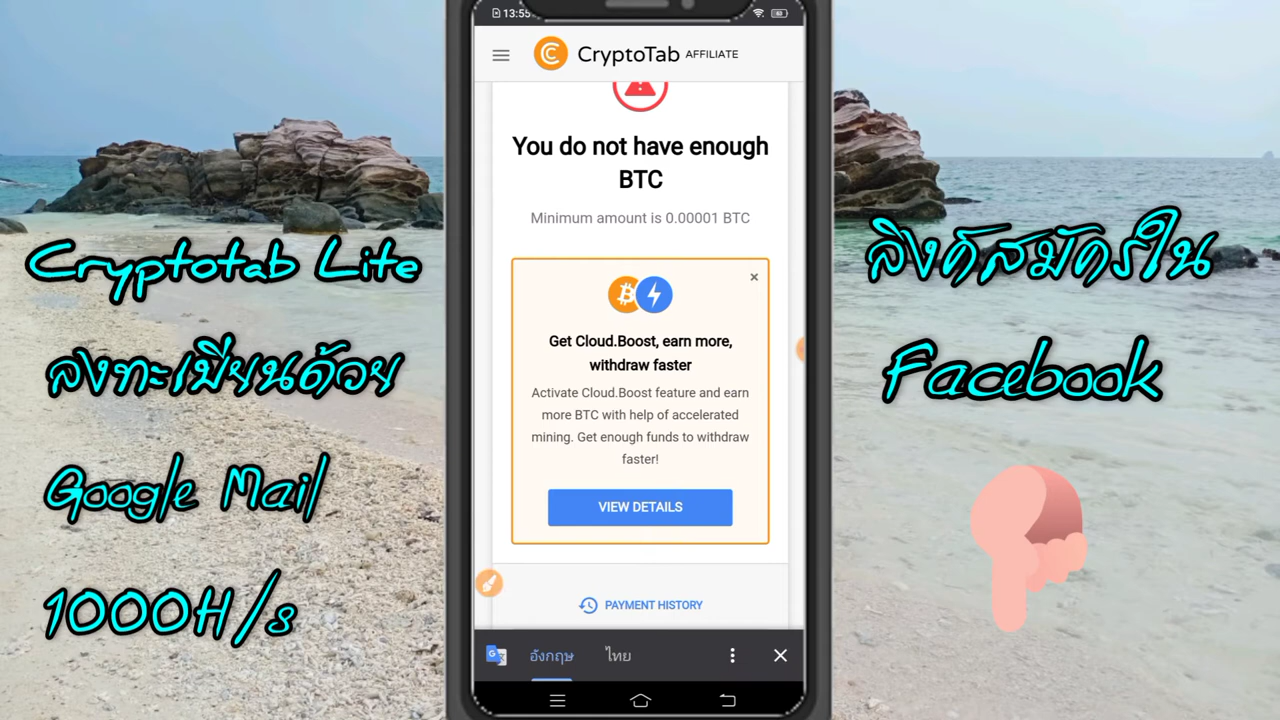 Cryptotab Lite
ลงทะเบียนด้วย
Google Mail
1000H/s
13:55
CryptoTab AFFILIATE
You do not have enough
BTC
Minimum amount is 0.00001 BTC
×
Get Cloud.Boost, earn more,
withdraw faster
Activate Cloud.Boost feature and earn
more BTC with help of accelerated
mining. Get enough funds to withdraw
faster!
VIEW DETAILS
PAYMENT HISTORY
อังกฤษ ไทย
ลิงค์สมัครใน
Facebook